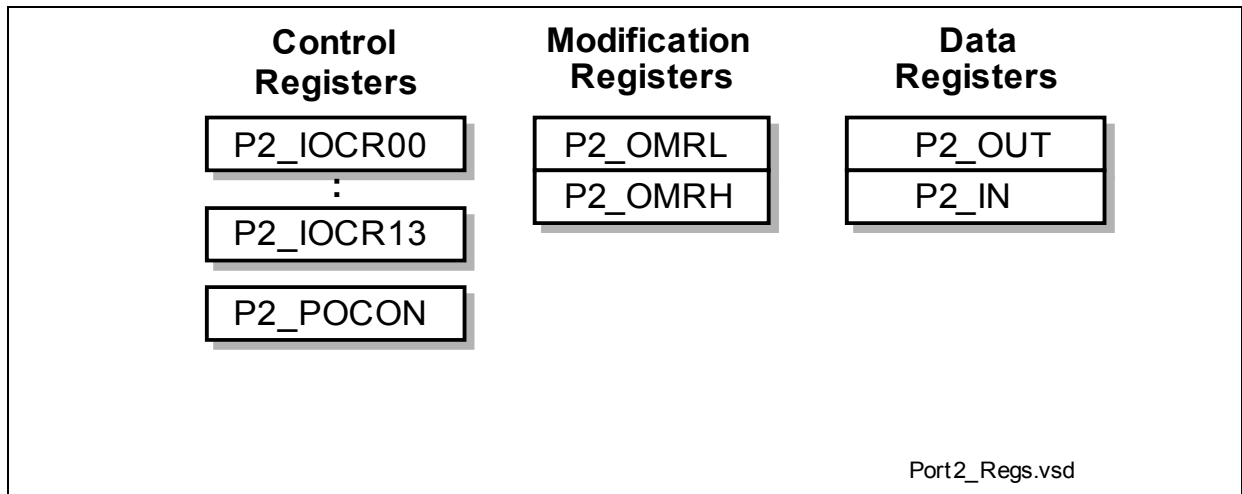 Control
Registers
P2_IOCR00
:
P2_IOCR13
P2_POCON
Modification
Registers
P2_OMRL
P2_OMRH
Data
Registers
P2_OUT
P2_IN
Port2_Regs.vsd